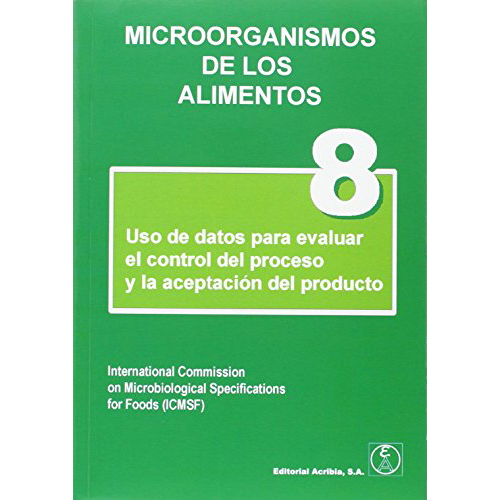 MICROORGANISMOS
DE LOS
ALIMENTOS
8
Uso de datos para evaluar
el control del proceso
y la aceptación del producto
International Commission
on Microbiological Specifications
for Foods (ICMSF)
Editorial Acribia, S.A.